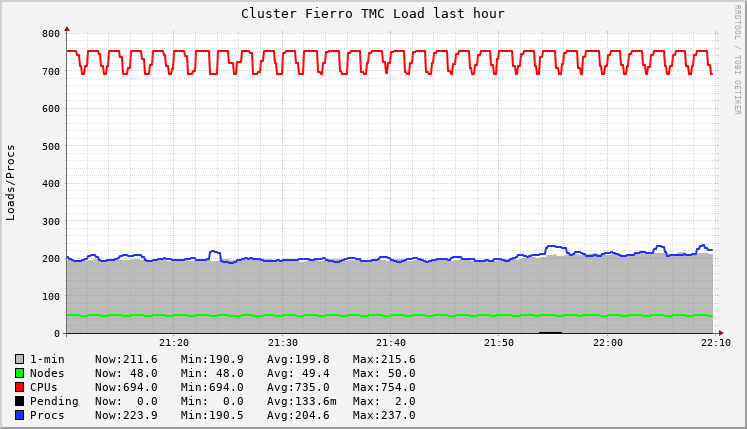 Cluster Fierro TMC Load last hour
RRDTOOL / TOBI OETIKER
Loads/Procs
800
700
600
500
400
300
200
100
0
21:20 21:30 21:40 21:50 22:00 22:10
1-min Now:211.6 Min:190.9 Avg:199.8 Max:215.6
Nodes Now: 48.0 Min: 48.0 Avg: 49.4 Max: 50.0
CPUs Now:694.0 Min:694.0 Avg:735.0 Max:754.0
Pending Now: 0.0 Min: 0.0 Avg:133.6m Max: 2.0
Procs Now:223.9 Min:190.5 Avg:204.6 Max:237.0